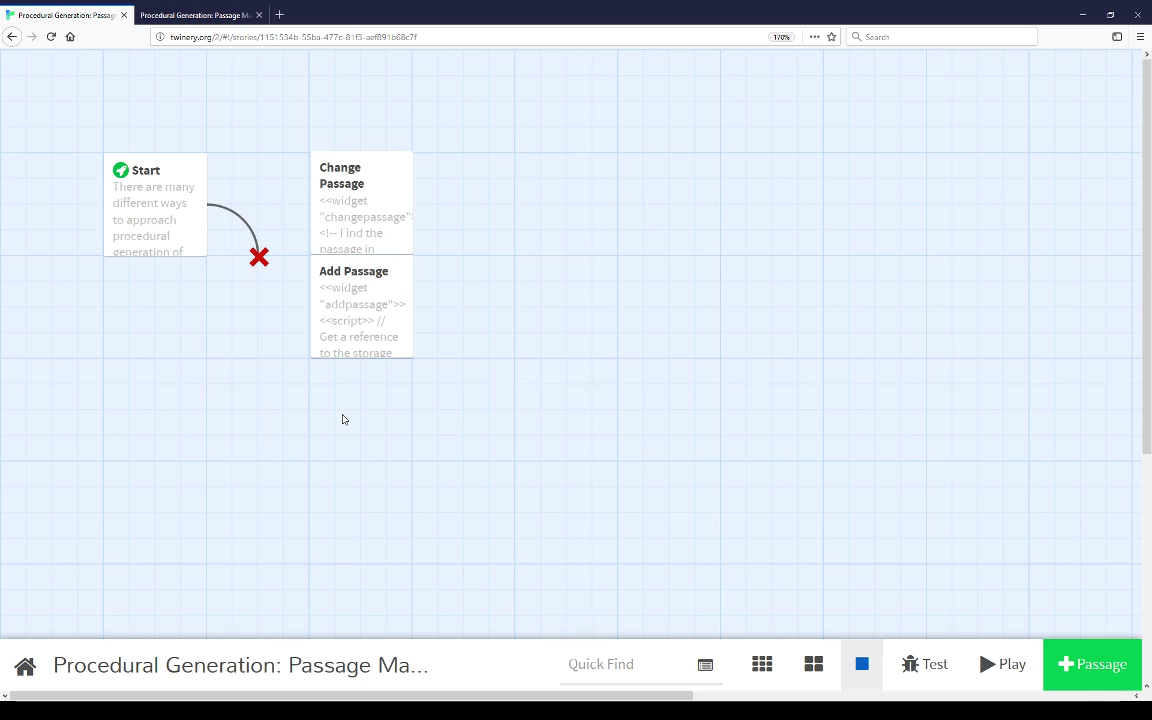 Procedural Generation: Passag
Procedural Generation: Passage Ma
twinery.org/2/#!/stories/1151534b-55ba-477c-81f3-aef891b68c7f
170%
Search
Start
There are many
different ways
to approach
procedural
generation of
Change
Passage
<<widget
"changepassage">
<!-- Find the
passage in
Add Passage
<<widget
"addpassage">>
<<script>> //
Get a reference
to the storage
Procedural Generation: Passage Ma...
Quick Find
Test
Play
Passage